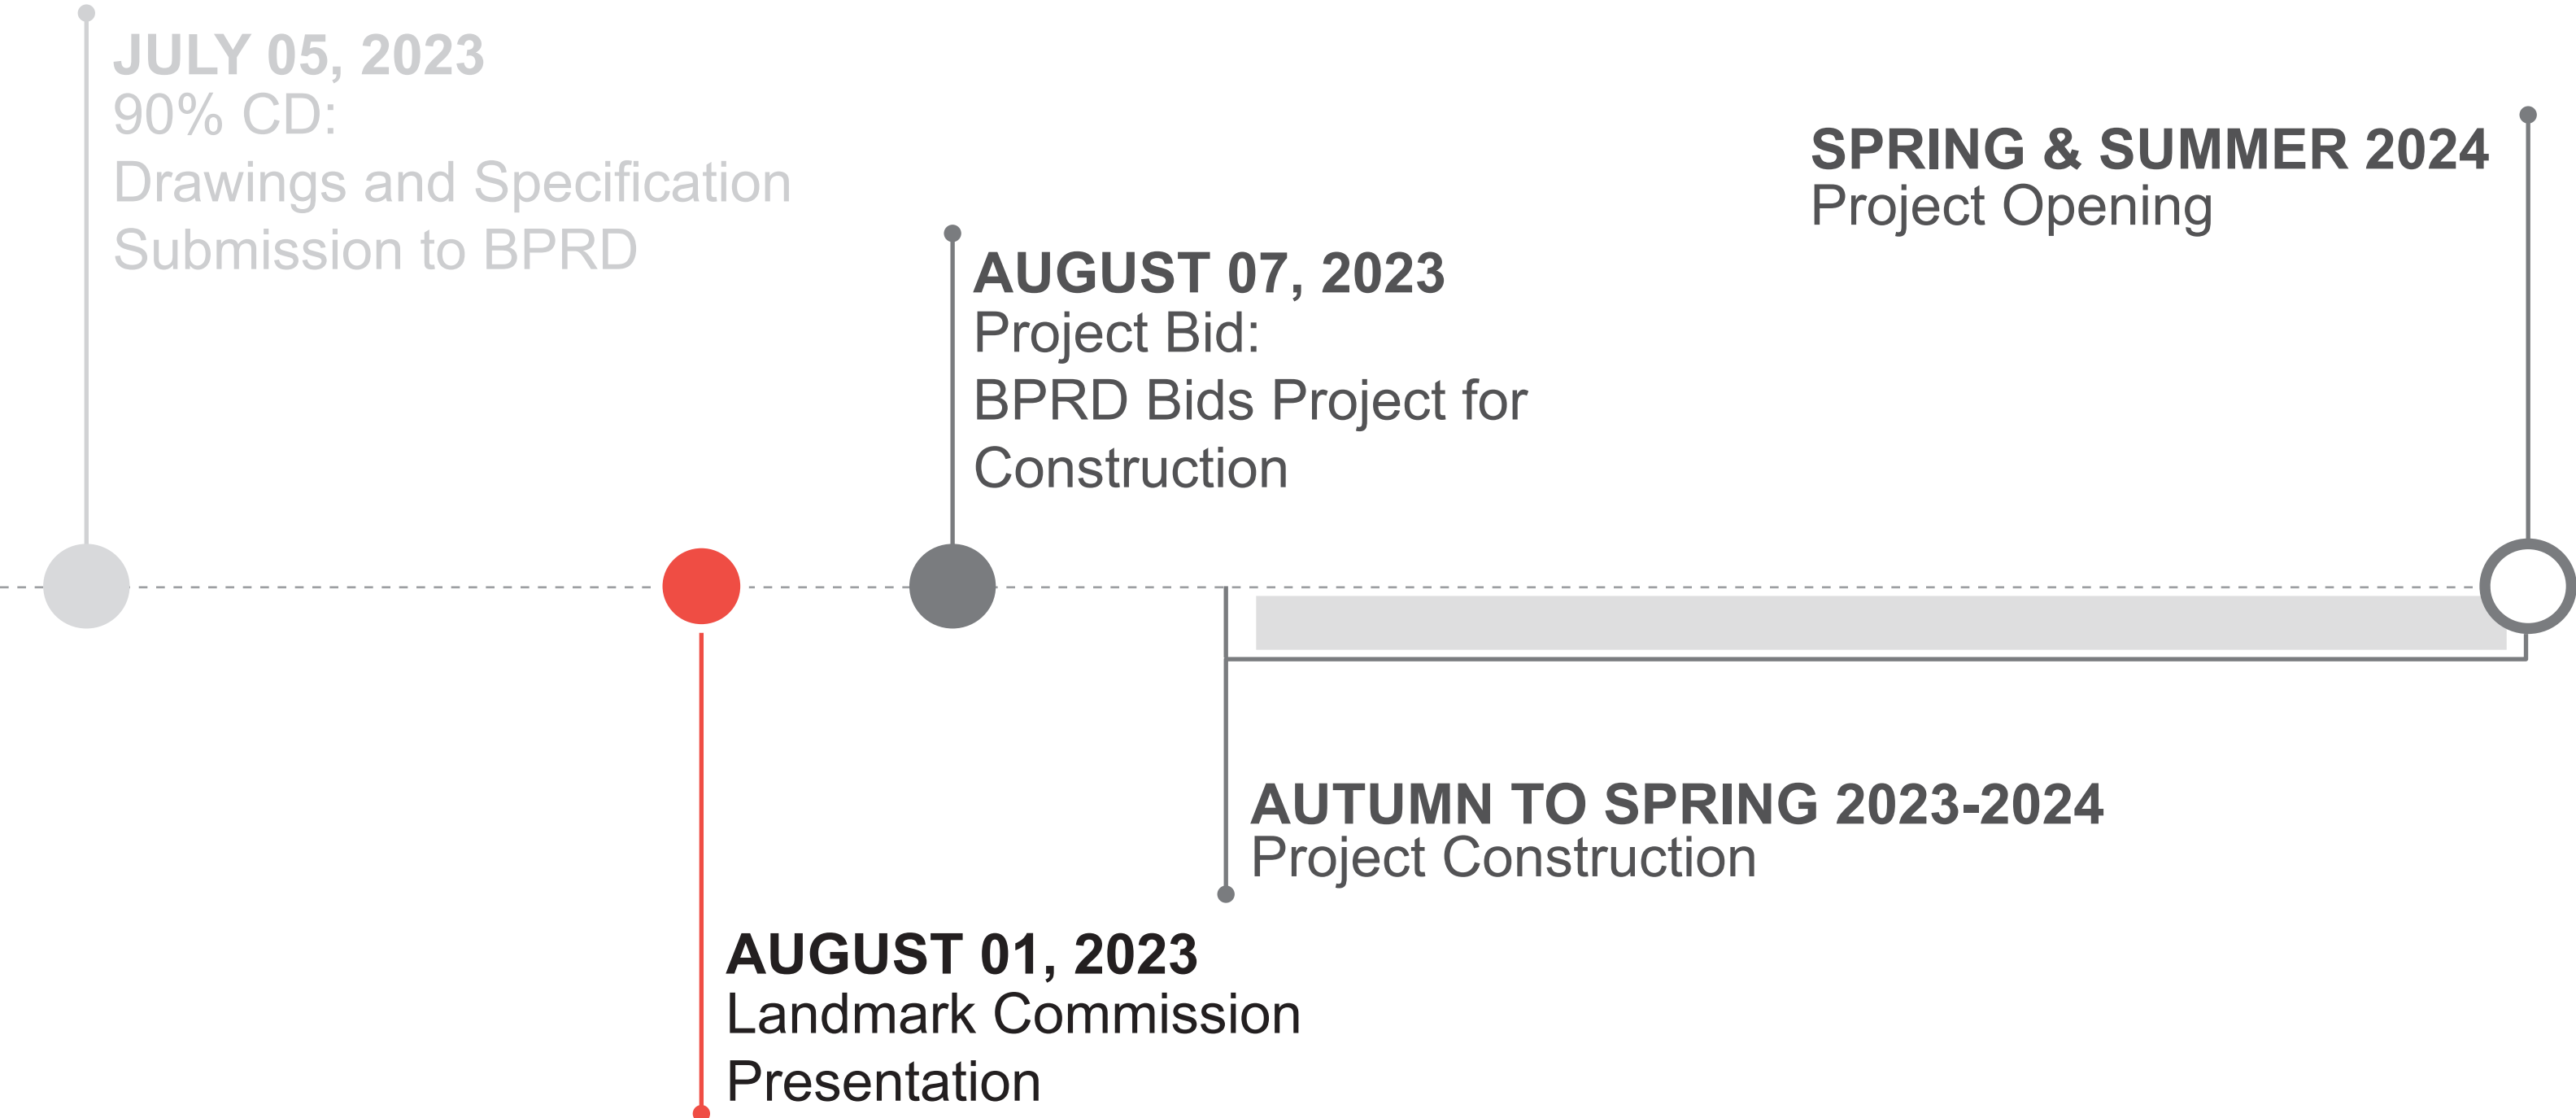 JULY 05, 2023
90% CD:
Drawings and Specification
Submission to BPRD
AUGUST 01, 2023
Landmark Commission
Presentation
AUGUST 07, 2023
Project Bid:
BPRD Bids Project for
Construction
AUTUMN TO SPRING 2023-2024
Project Construction
SPRING & SUMMER 2024
Project Opening